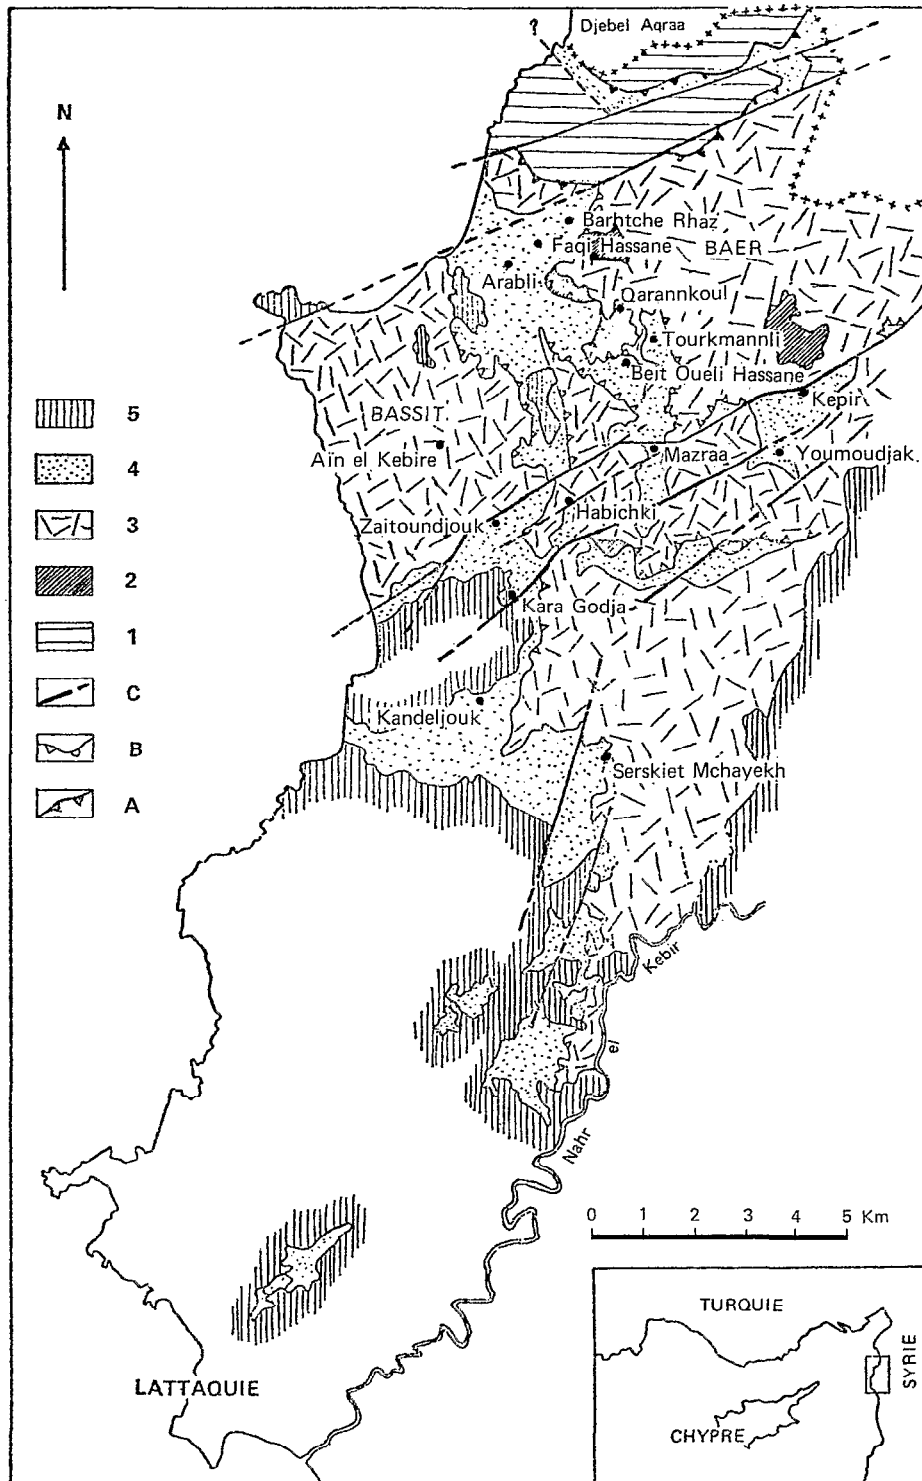 Djebel Aqraa
?
N
Barhtche Rhaz
Faqi Hassane
BAER
Arabli
Qarannkoul
Tourkmannli
Beit Oueli Hassane
Kepir
BASSIT
Ain el Kebire
Mazraa
Youmoudjak.
Habichki
Zaitoundjouk
Kara Godja
Kandeljouk
Serskiet Mchayekh
5
4
3
2
1
C
B
A
Nahr el Kebir
0 1 2 3 4 5 Km
LATTAQUIE
TURQUIE
SYRIE
CHYPRE